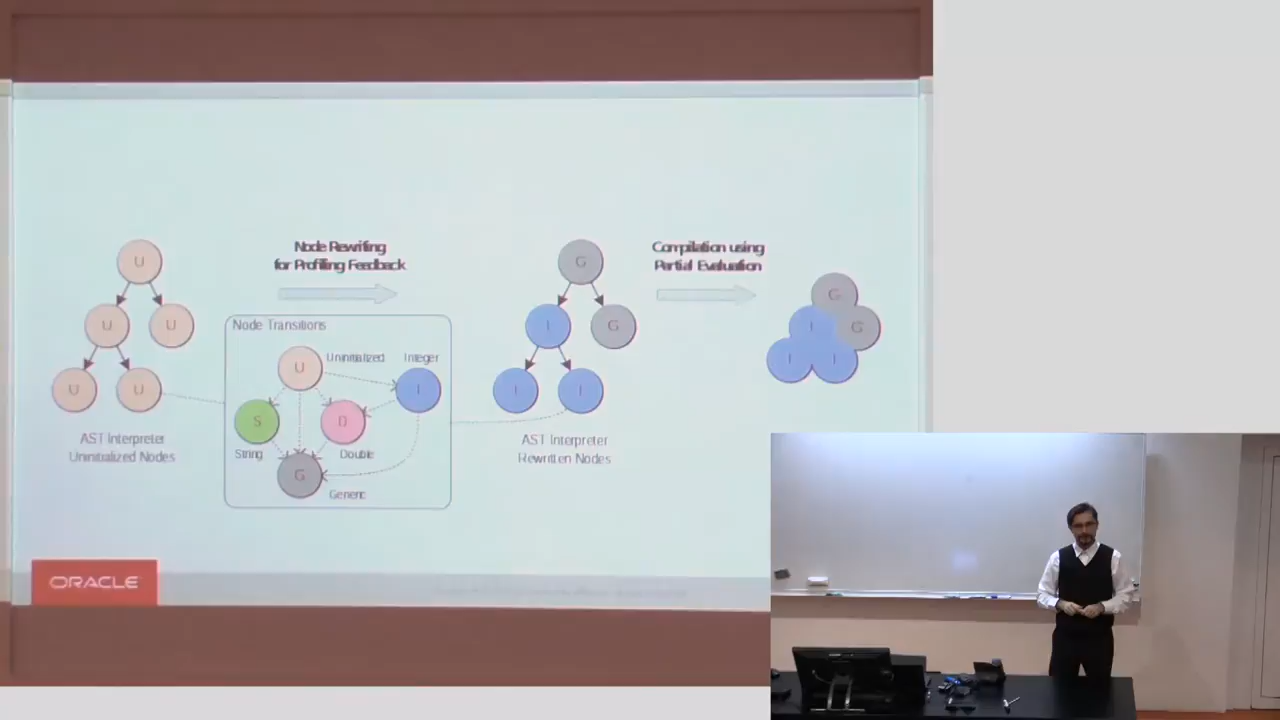 Node Rewriting
for Profiling Feedback
Compilation using
Partial Evaluation
U
U
U
U
U
AST Interpreter
Uninitialized Nodes
Node Transitions
U
Uninitialized
Integer
I
S
D
String
Double
G
Generic
G
I
G
I
I
AST Interpreter
Rewritten Nodes
G
I
G
I
I
ORACLE